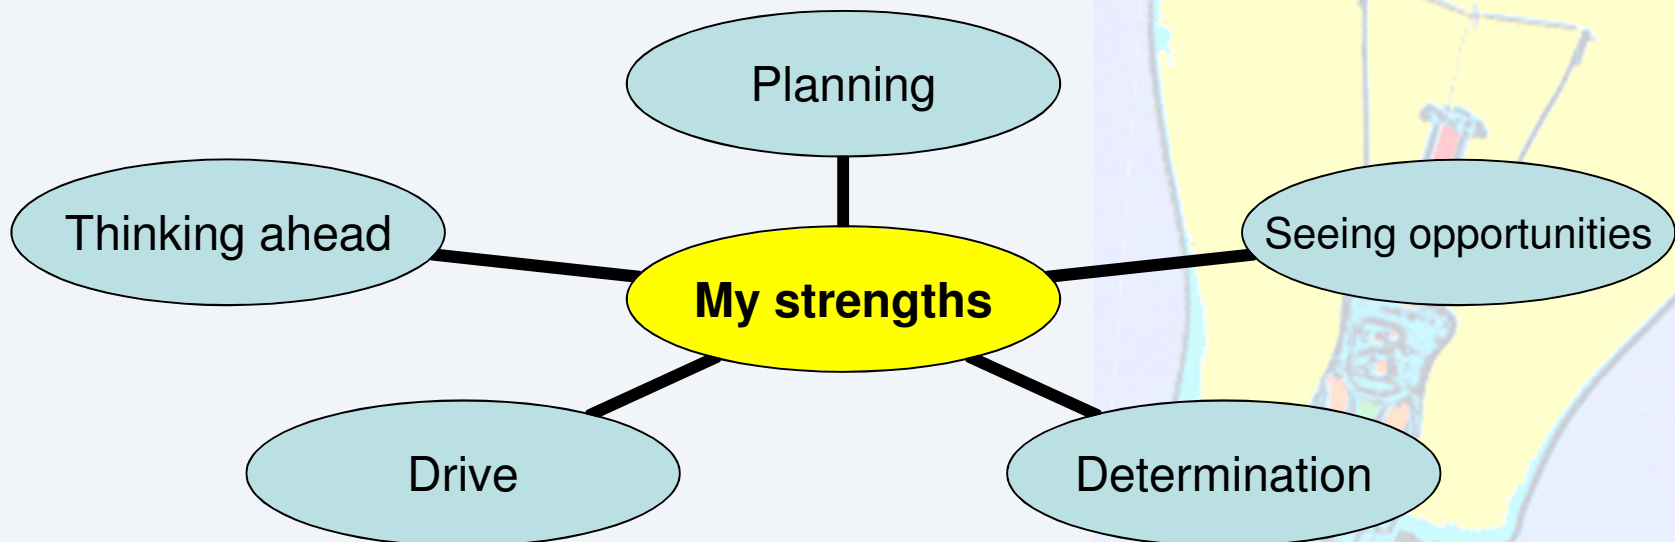 Planning
Thinking ahead
Seeing opportunities
My strengths
Drive
Determination